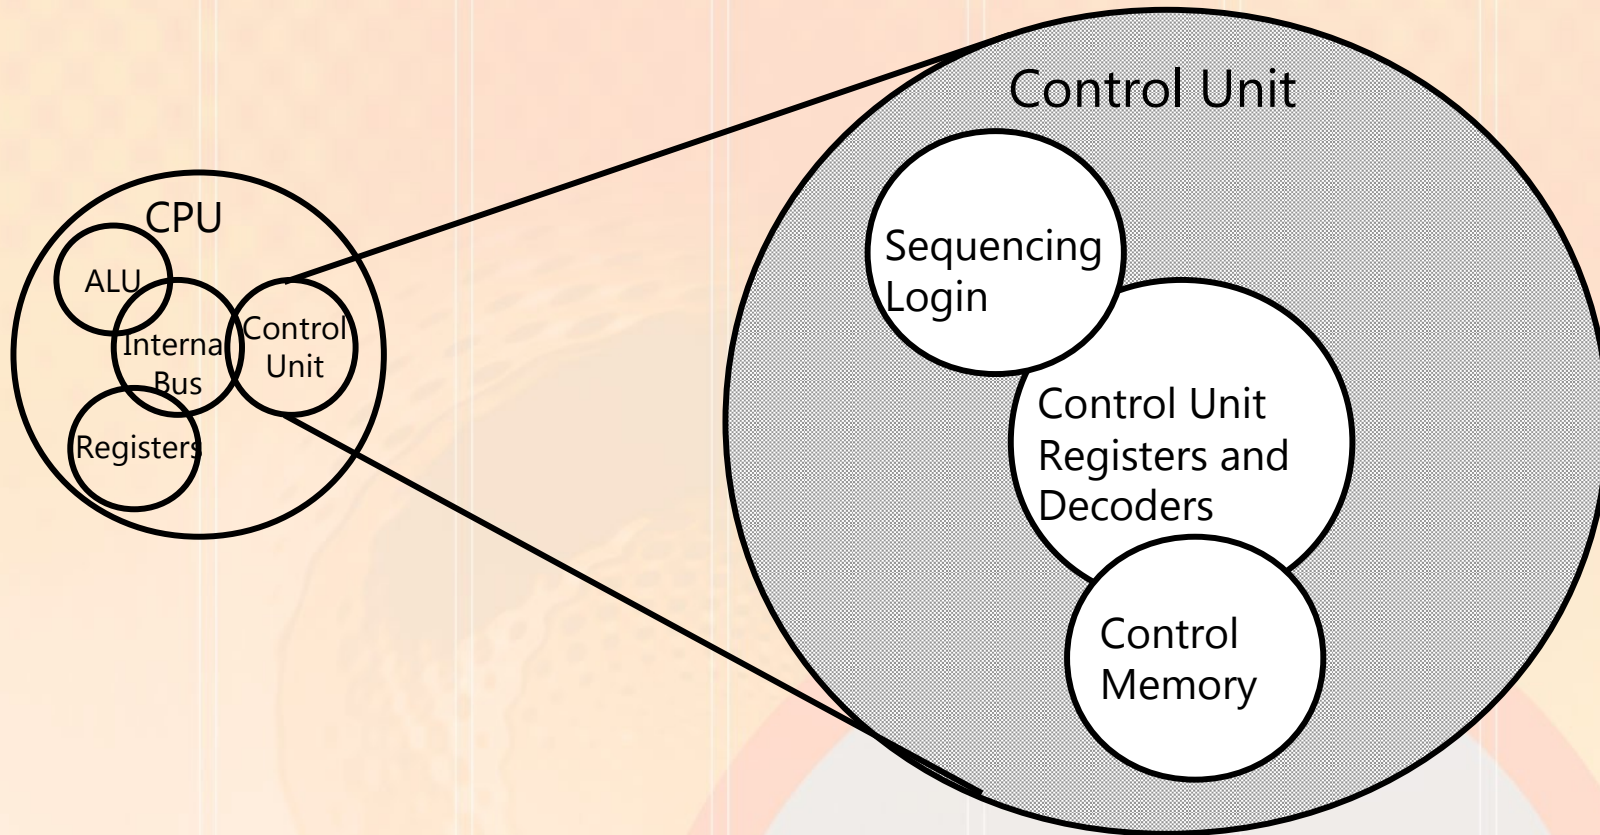 CPU
ALU
Interna
Bus
Control
Unit
Registers
Control Unit
Sequencing
Login
Control Unit
Registers and
Decoders
Control
Memory